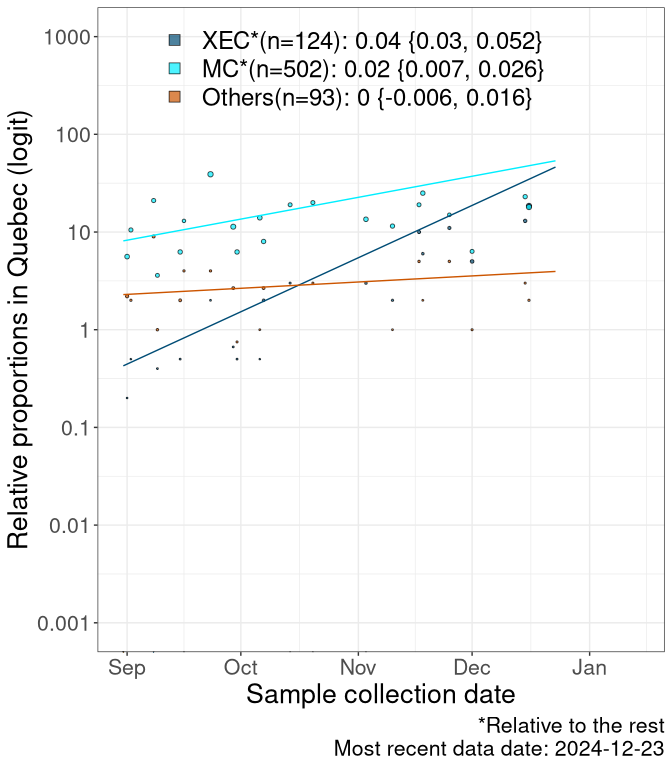 XEC*(n=124): 0.04 {0.03, 0.052}
MC*(n=502): 0.02 {0.007, 0.026}
Others(n=93): 0 {-0.006, 0.016}
Relative proportions in Quebec (logit)
1000
100
10
1
0.1
0.01
0.001
Sep Oct Nov Dec Jan
Sample collection date
*Relative to the rest
Most recent data date: 2024-12-23